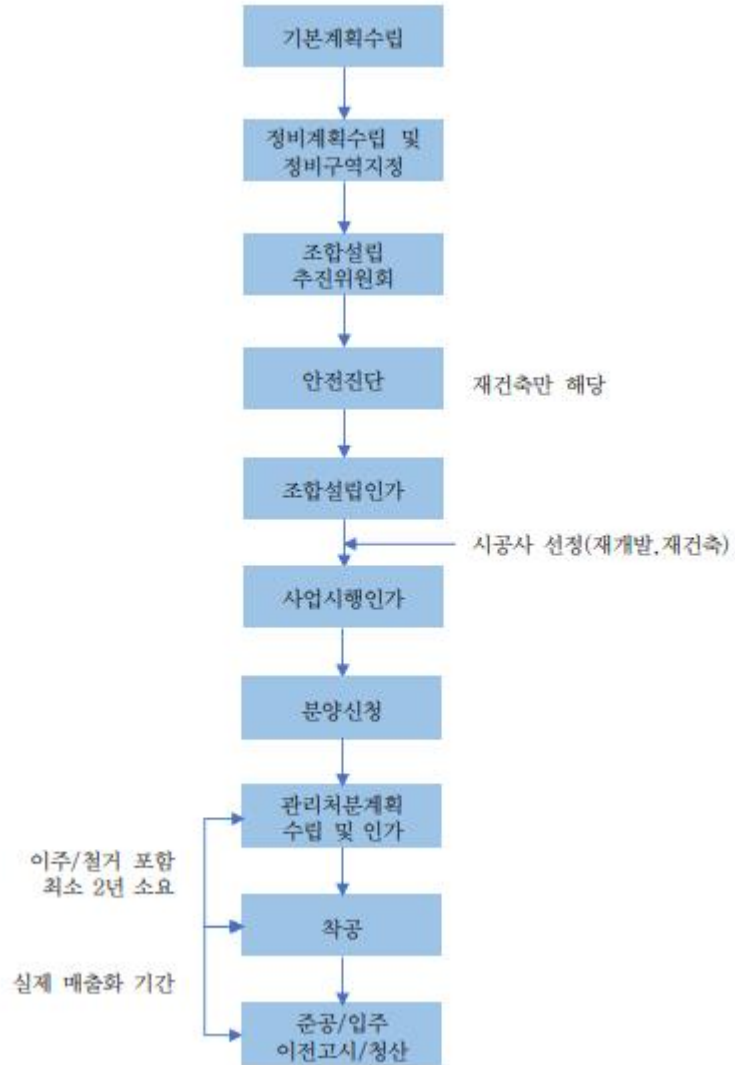 기본계획수립
정비계획수립 및
정비구역지정
조합설립
추진위원회
안전진단
재건축만 해당
조합설립인가
시공사 선정(재개발,재건축)
사업시행인가
분양신청
관리처분계획
수립 및 인가
이주/철거 포함
최소 2년 소요
착공
실제 매출화 기간
준공/입주
이전고시/청산